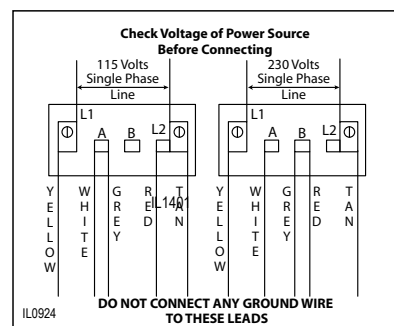 Check Voltage of Power Source
Before Connecting
115 Volts
Single Phase
Line
230 Volts
Single Phase
Line
L1
A
B
L2
L1
A
B
L2
YELLOW
WHITE
GREY
RED
TAN
IL1401
YELLOW
WHITE
GREY
RED
TAN
IL0924
DO NOT CONNECT ANY GROUND WIRE
TO THESE LEADS